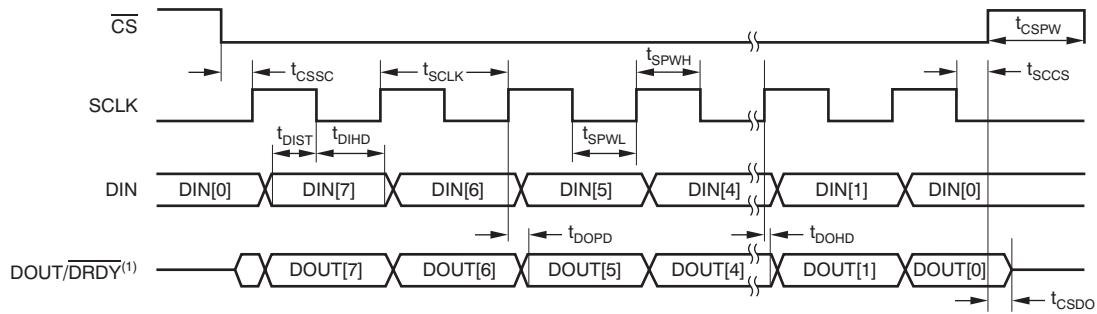 CS
tCSPW
tCSSC
tSCLK
tSPWH
tSCCS
SCLK
tDIST
tDIHD
tSPWL
DIN
DIN[0]
DIN[7]
DIN[6]
DIN[5]
DIN[4]
DIN[1]
DIN[0]
tDOPD
tDOHD
DOUT/DRDY(1)
DOUT[7]
DOUT[6]
DOUT[5]
DOUT[4]
DOUT[1]
DOUT[0]
tCSDO